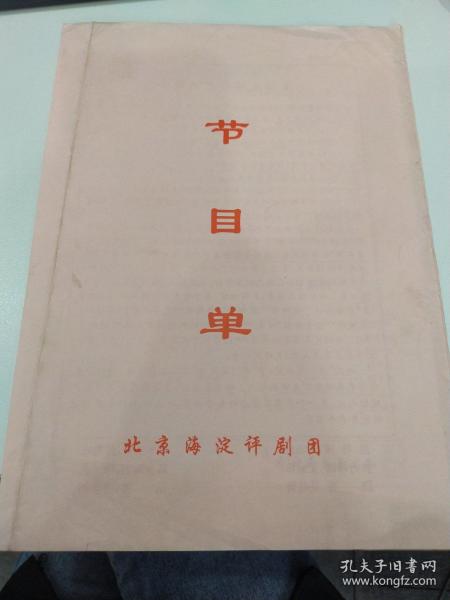 节
目
单
北京海淀评剧团
孔夫子旧书网
www.kongfz.com